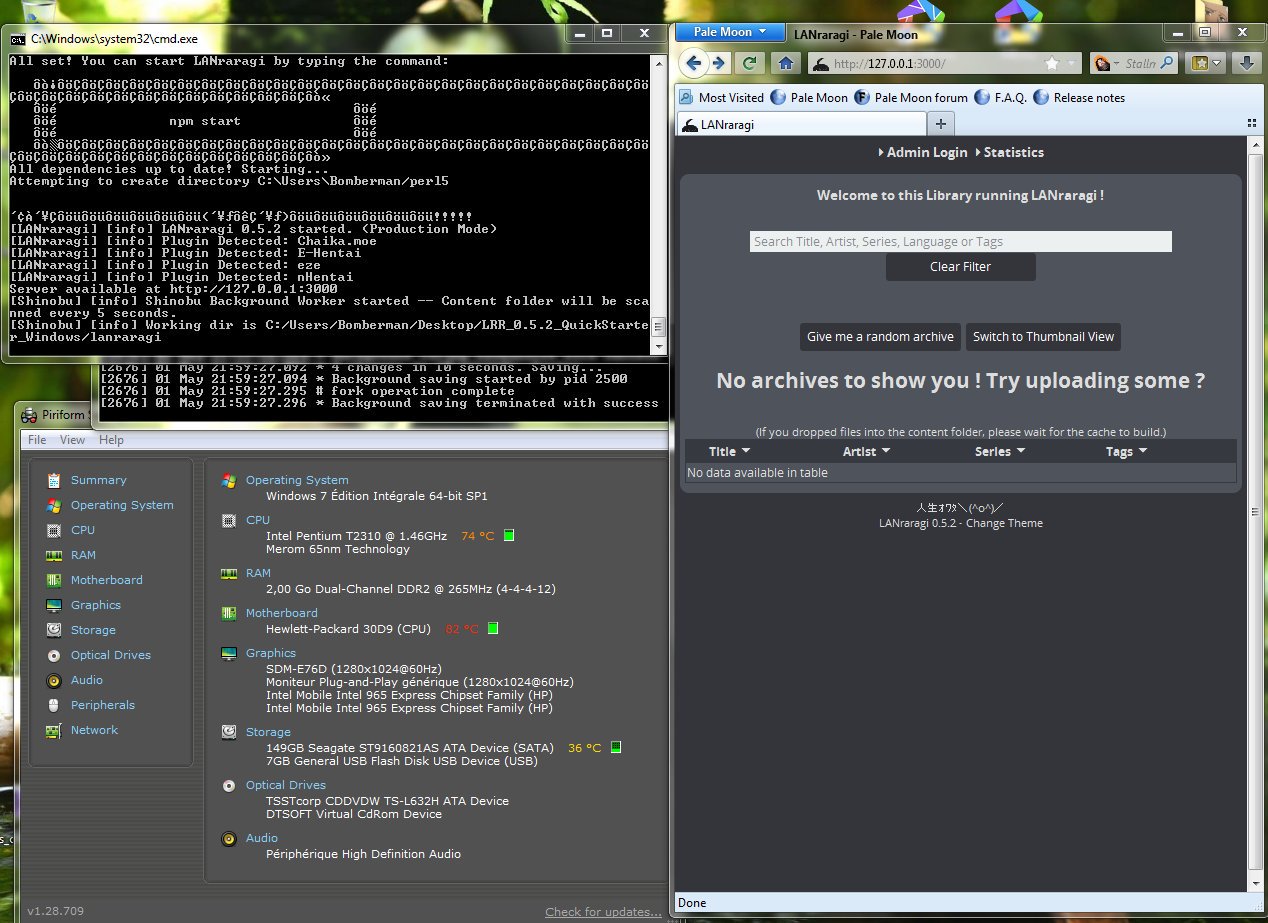 C:\Windows\system32\cmd.exe
All set! You can start LANraragi by typing the command:
npm start
All dependencies up to date! Starting...
Attempting to create directory C:\Users\Bomberman/perl5
[LANraragi] [info] LANraragi 0.5.2 started. (Production Mode)
[LANraragi] [info] Plugin Detected: Chaika.moe
[LANraragi] [info] Plugin Detected: E-Hentai
[LANraragi] [info] Plugin Detected: eze
[LANraragi] [info] Plugin Detected: nHentai
Server available at http://127.0.0.1:3000
[Shinobu] [info] Shinobu Background Worker started -- Content folder will be sca
nned every 5 seconds.
[Shinobu] [info] Working dir is C:/Users/Bomberman/Desktop/LRR_0.5.2_QuickStarte
r_Windows/lanraragi
[2676] 01 May 21:59:27.092 * 4 changes in 10 seconds. Saving...
[2676] 01 May 21:59:27.094 * Background saving started by pid 2500
[2676] 01 May 21:59:27.295 # fork operation complete
[2676] 01 May 21:59:27.296 * Background saving terminated with success
Piriform
File View Help
Summary
Operating System
CPU
RAM
Motherboard
Graphics
Storage
Optical Drives
Audio
Peripherals
Network
Operating System
Windows 7 Édition Intégrale 64-bit SP1
CPU
Intel Pentium T2310 @ 1.46GHz 74 °C
Merom 65nm Technology
RAM
2,00 Go Dual-Channel DDR2 @ 265MHz (4-4-4-12)
Motherboard
Hewlett-Packard 30D9 (CPU) 82 °C
Graphics
SDM-E76D (1280x1024@60Hz)
Moniteur Plug-and-Play générique (1280x1024@60Hz)
Intel Mobile Intel 965 Express Chipset Family (HP)
Intel Mobile Intel 965 Express Chipset Family (HP)
Storage
149GB Seagate ST9160821AS ATA Device (SATA) 36 °C
7GB General USB Flash Disk USB Device (USB)
Optical Drives
TSSTcorp CDDVDW TS-L632H ATA Device
DTSOFT Virtual CdRom Device
Audio
Périphérique High Definition Audio
v1.28.709
Check for updates...
Pale Moon
LANraragi - Pale Moon
http://127.0.0.1:3000/
Stalln
Most Visited Pale Moon Pale Moon forum F.A.Q. Release notes
LANraragi
Admin Login Statistics
Welcome to this Library running LANraragi !
Search Title, Artist, Series, Language or Tags
Clear Filter
Give me a random archive Switch to Thumbnail View
No archives to show you ! Try uploading some ?
(If you dropped files into the content folder, please wait for the cache to build.)
Title Artist Series Tags
No data available in table
人生ｵﾜﾀ＼(^o^)／
LANraragi 0.5.2 - Change Theme
Done